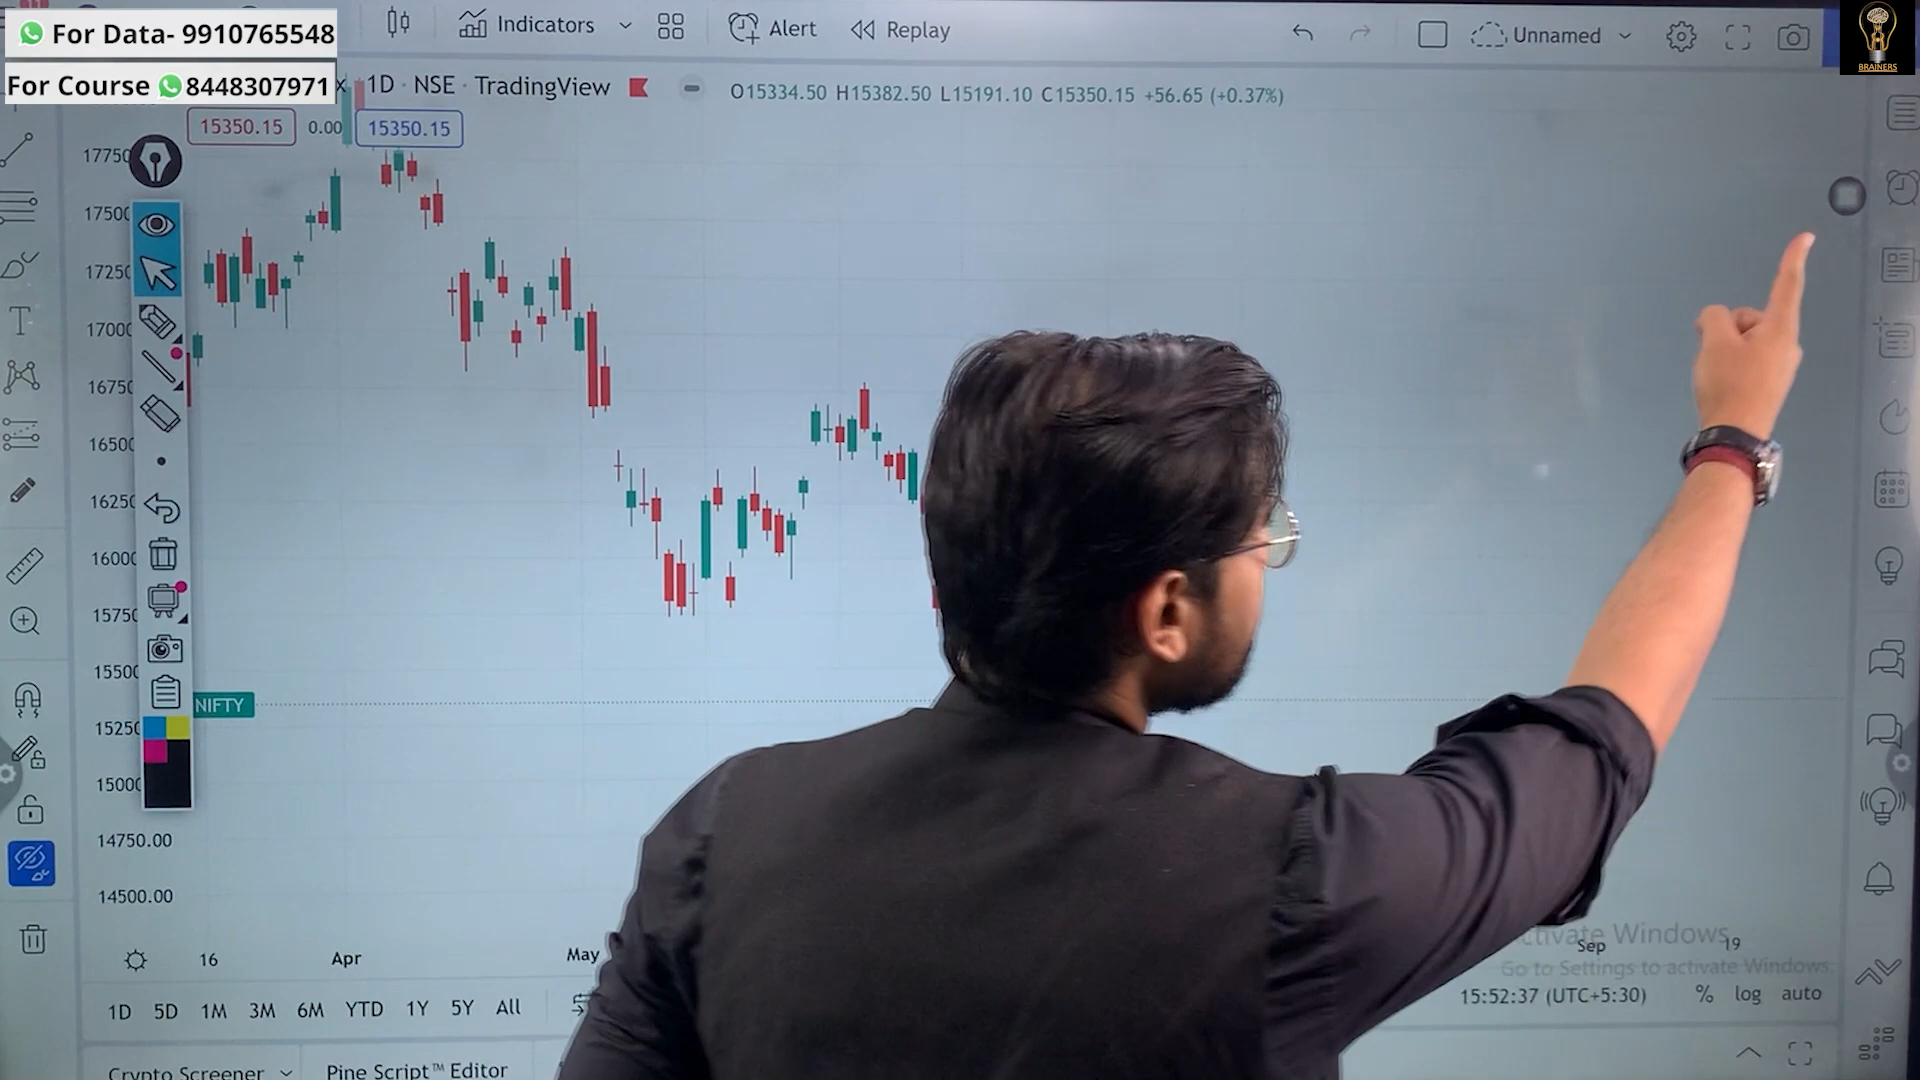 For Data- 9910765548
For Course 8448307971
Indicators
Alert
Replay
Unnamed
BRAINERS
x 1D · NSE · TradingView
O15334.50 H15382.50 L15191.10 C15350.15 +56.65 (+0.37%)
15350.15 0.00 15350.15
17750
17500
17250
17000
16750
16500
16250
16000
15750
15500
NIFTY
15250
15000
14750.00
14500.00
16 Apr May Sep 19
Activate Windows
Go to Settings to activate Windows.
1D 5D 1M 3M 6M YTD 1Y 5Y All
15:52:37 (UTC+5:30) % log auto
Crypto Screener Pine Script™ Editor